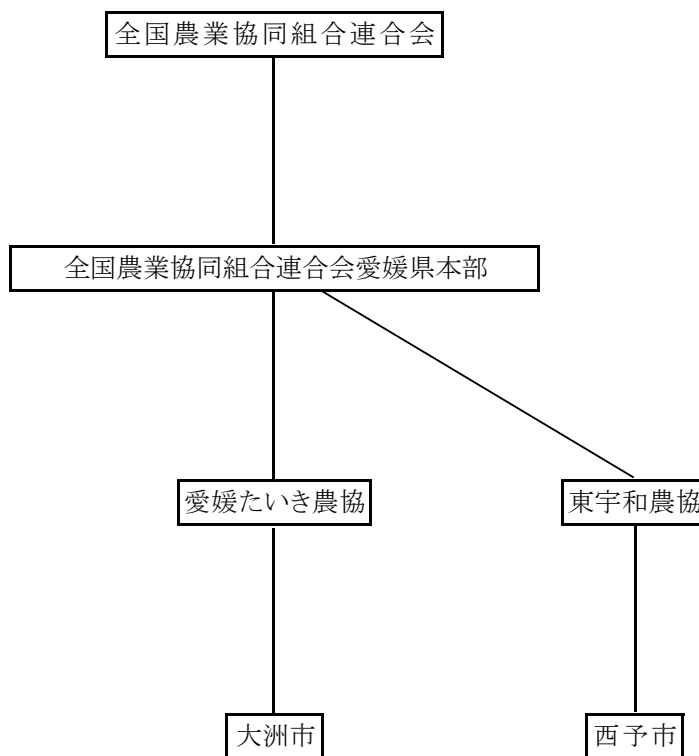 全国農業協同組合連合会
全国農業協同組合連合会愛媛県本部
愛媛たいき農協
東宇和農協
大洲市
西予市